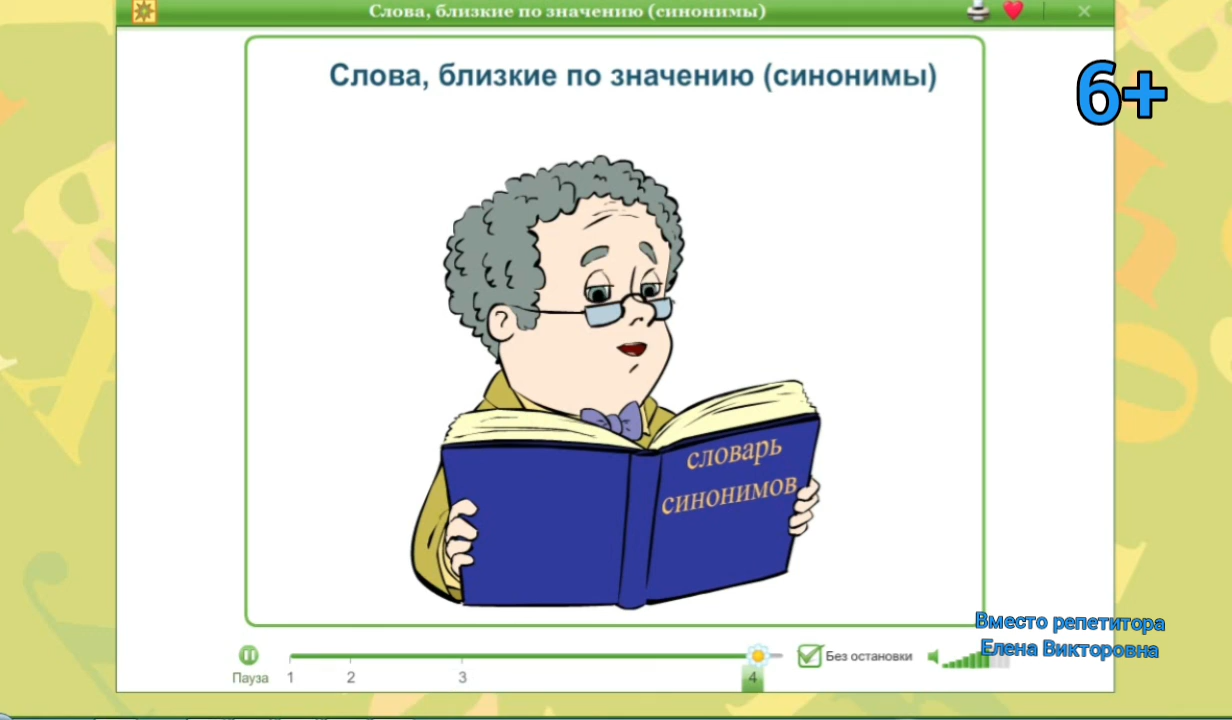 Слова, близкие по значению (синонимы)
Слова, близкие по значению (синонимы)
6+
словарь
синонимов
Вместо репетитора
Елена Викторовна
Без остановки
Пауза
1
2
3
4